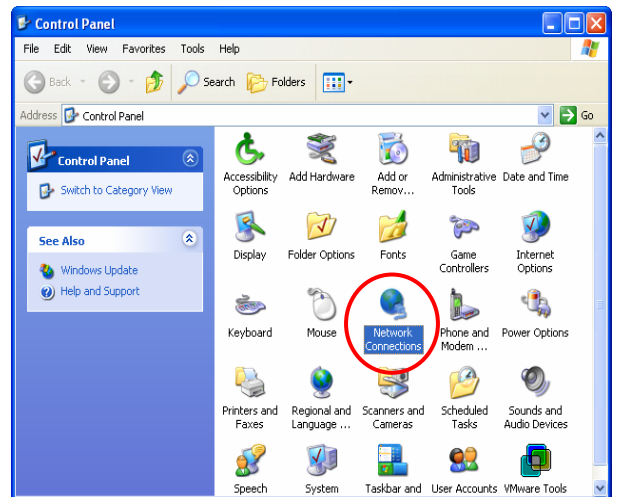 Control Panel
File Edit View Favorites Tools Help
Back Search Folders
Address Control Panel Go
Control Panel
Switch to Category View
See Also
Windows Update
Help and Support
Accessibility Options
Add Hardware
Add or Remov...
Administrative Tools
Date and Time
Display
Folder Options
Fonts
Game Controllers
Internet Options
Keyboard
Mouse
Network Connections
Phone and Modem ...
Power Options
Printers and Faxes
Regional and Language ...
Scanners and Cameras
Scheduled Tasks
Sounds and Audio Devices
Speech
System
Taskbar and
User Accounts
VMware Tools